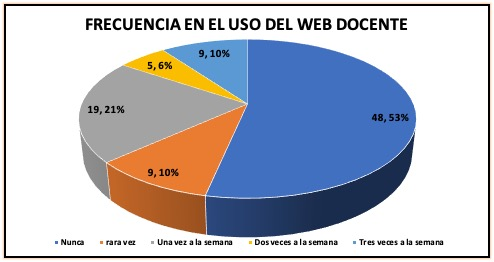 FRECUENCIA EN EL USO DEL WEB DOCENTE
9, 10%
5, 6%
19, 21%
48, 53%
9, 10%
Nunca rara vez Una vez a la semana Dos veces a la semana Tres veces a la semana